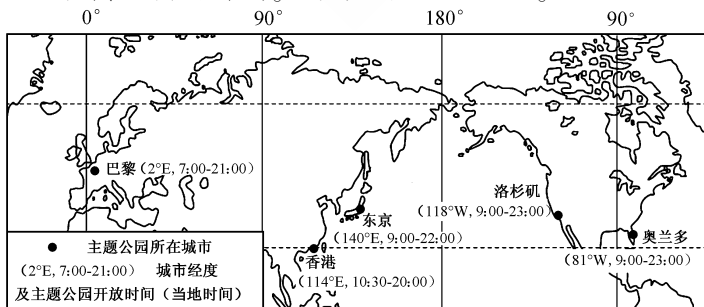 0° 90° 180° 90°
巴黎(2°E, 7:00-21:00)
洛杉矶
(118°W, 9:00-23:00)
东京
(140°E, 9:00-22:00)
奥兰多
(81°W, 9:00-23:00)
香港
(114°E, 10:30-20:00)
● 主题公园所在城市
(2°E, 7:00-21:00) 城市经度
及主题公园开放时间(当地时间)